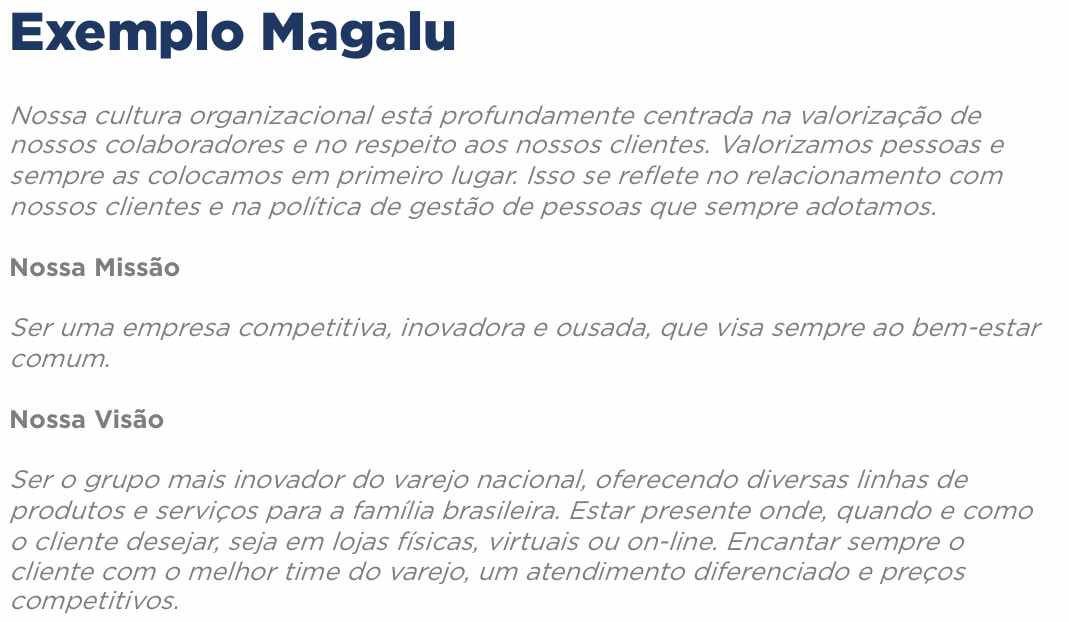 Exemplo Magalu
Nossa cultura organizacional está profundamente centrada na valorização de
nossos colaboradores e no respeito aos nossos clientes. Valorizamos pessoas e
sempre as colocamos em primeiro lugar. Isso se reflete no relacionamento com
nossos clientes e na política de gestão de pessoas que sempre adotamos.
Nossa Missão
Ser uma empresa competitiva, inovadora e ousada, que visa sempre ao bem-estar
comum.
Nossa Visão
Ser o grupo mais inovador do varejo nacional, oferecendo diversas linhas de
produtos e serviços para a família brasileira. Estar presente onde, quando e como
o cliente desejar, seja em lojas físicas, virtuais ou on-line. Encantar sempre o
cliente com o melhor time do varejo, um atendimento diferenciado e preços
competitivos.